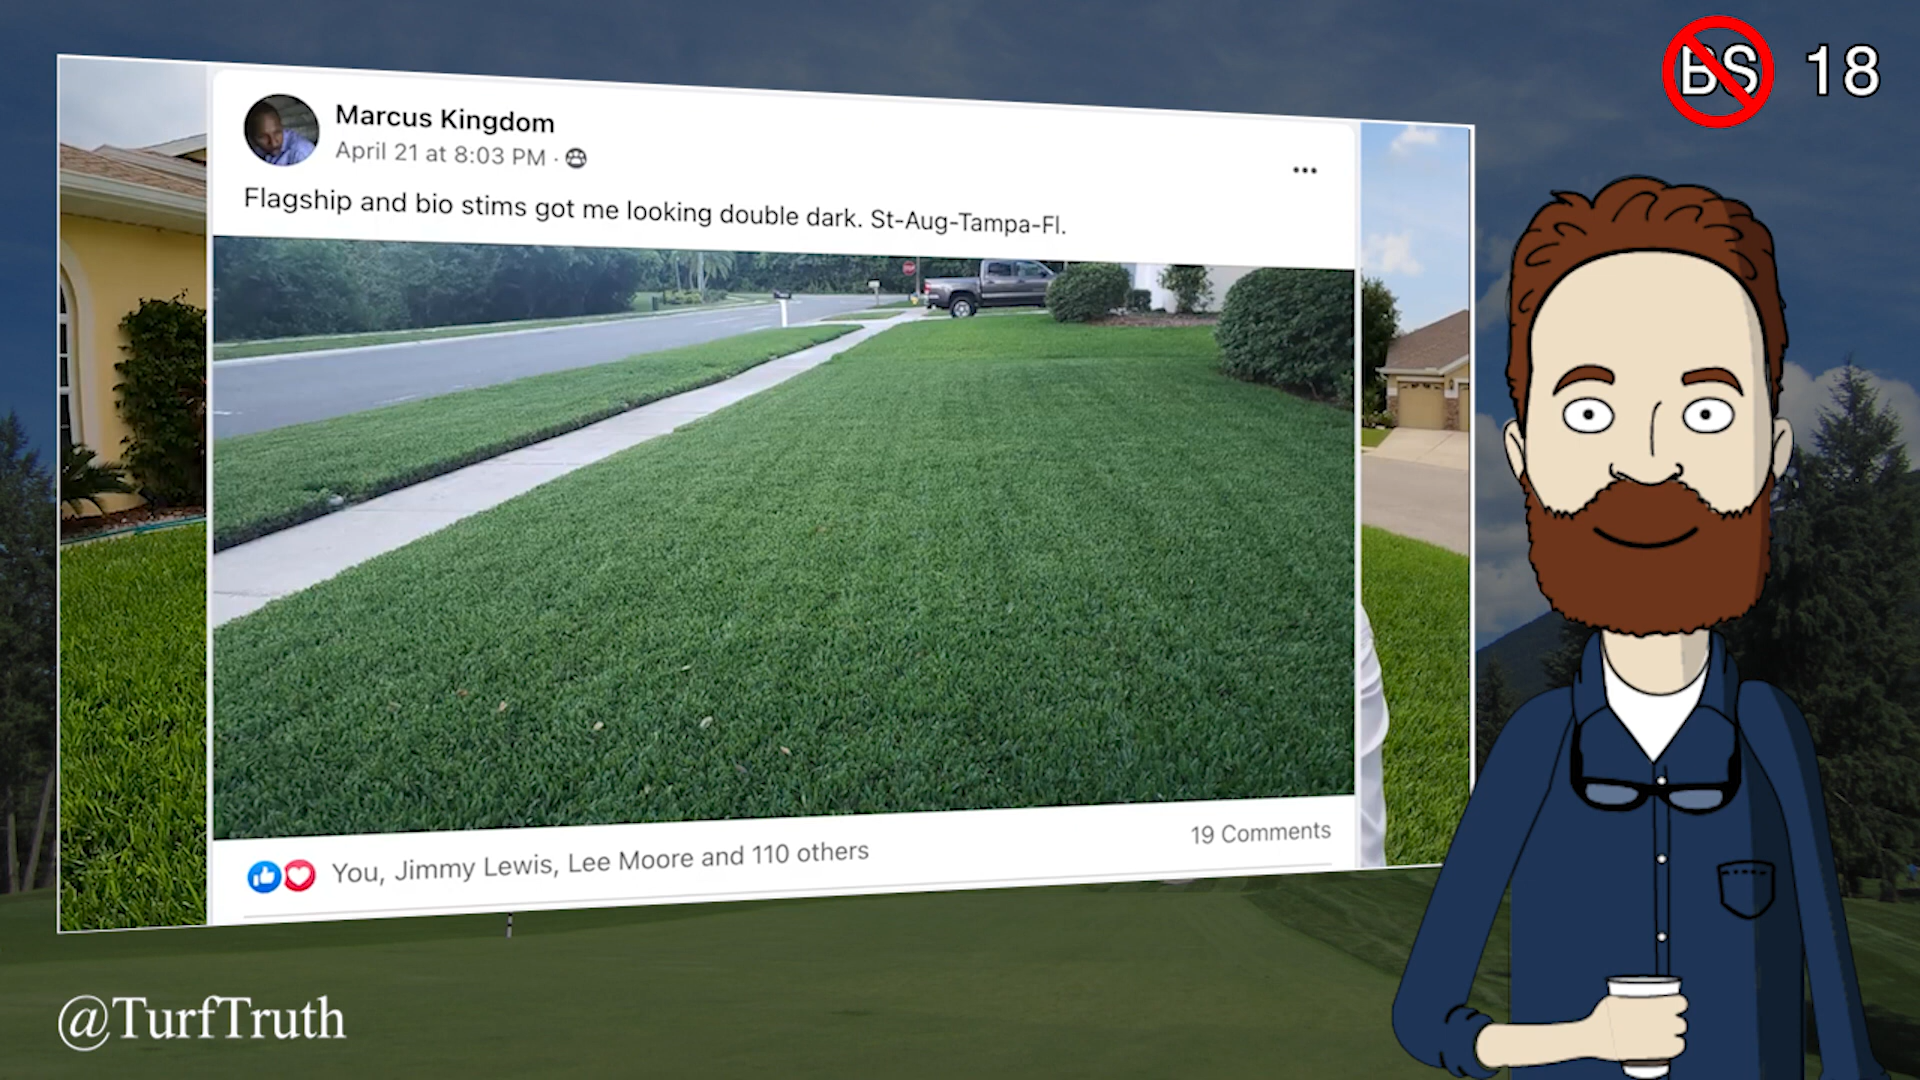 BS 18
Marcus Kingdom
April 21 at 8:03 PM ·
Flagship and bio stims got me looking double dark. St-Aug-Tampa-Fl.
You, Jimmy Lewis, Lee Moore and 110 others
19 Comments
@TurfTruth